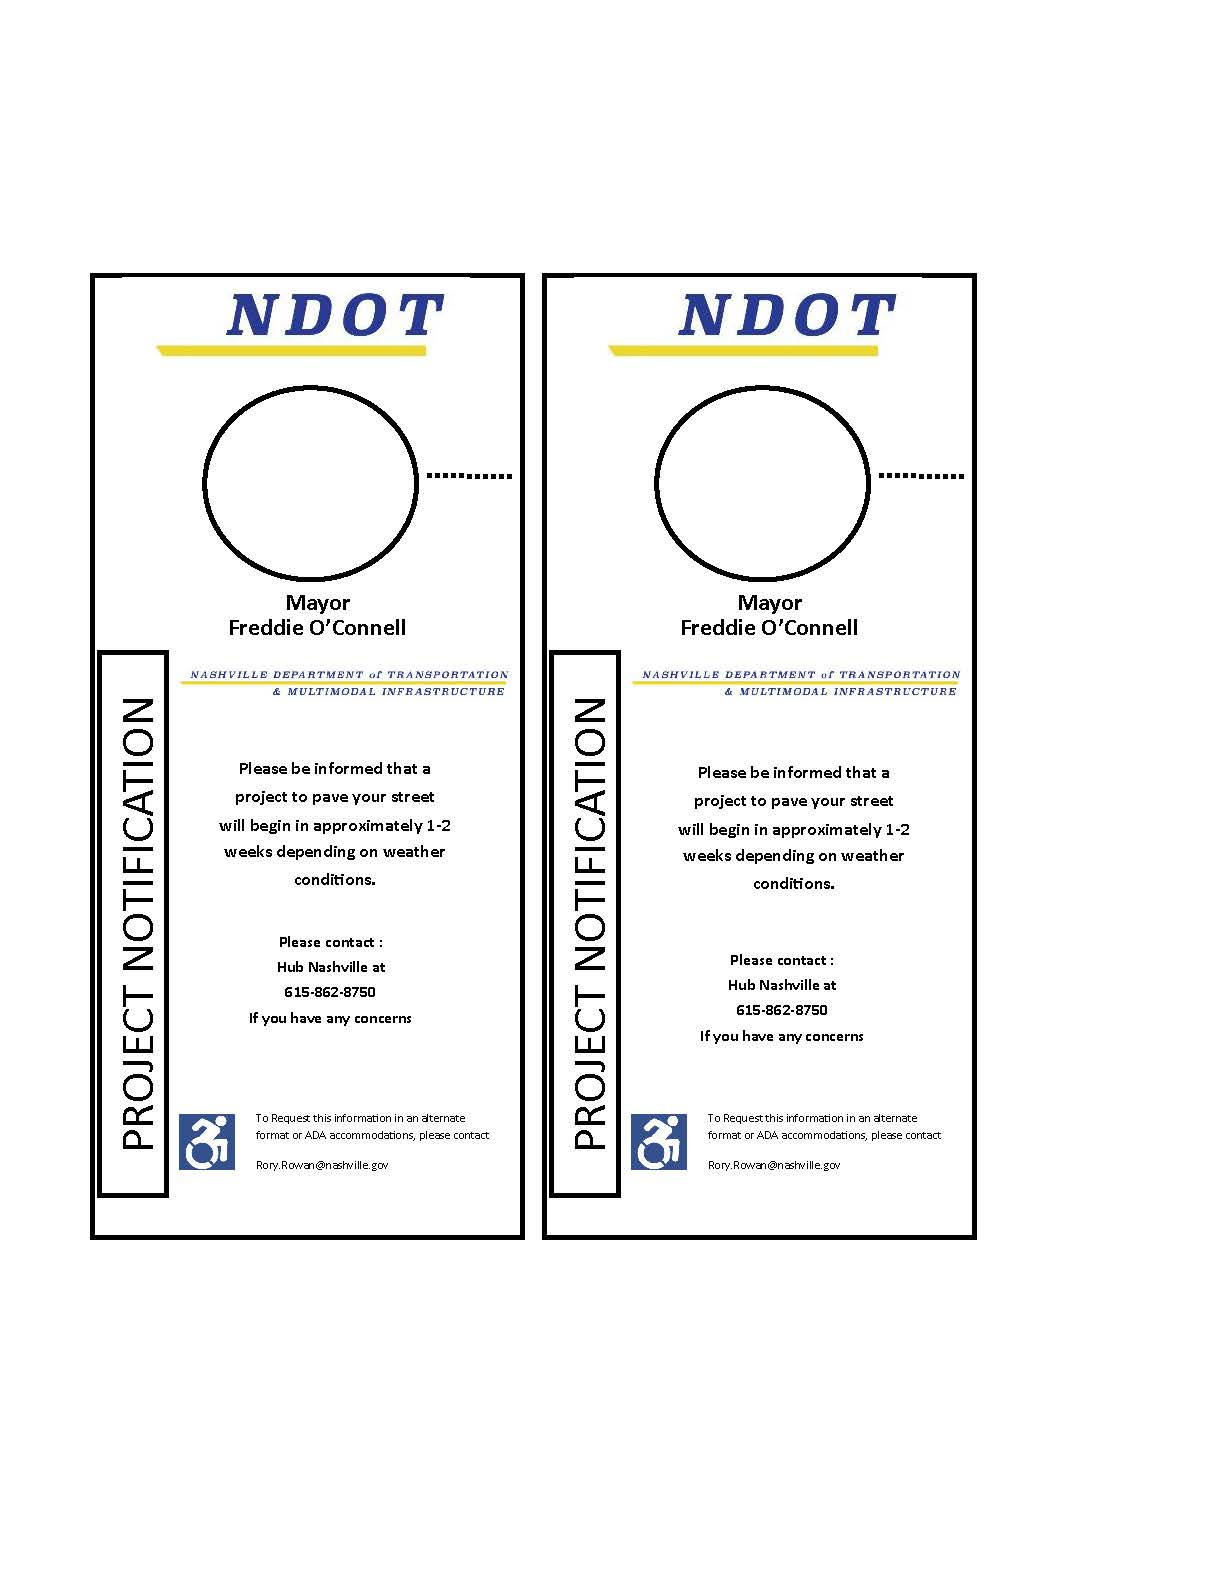 NDOT
Mayor
Freddie O’Connell
PROJECT NOTIFICATION
NASHVILLE DEPARTMENT of TRANSPORTATION
& MULTIMODAL INFRASTRUCTURE
Please be informed that a
project to pave your street
will begin in approximately 1-2
weeks depending on weather
conditions.
Please contact :
Hub Nashville at
615-862-8750
If you have any concerns
To Request this information in an alternate
format or ADA accommodations, please contact
Rory.Rowan@nashville.gov
NDOT
Mayor
Freddie O’Connell
PROJECT NOTIFICATION
NASHVILLE DEPARTMENT of TRANSPORTATION
& MULTIMODAL INFRASTRUCTURE
Please be informed that a
project to pave your street
will begin in approximately 1-2
weeks depending on weather
conditions.
Please contact :
Hub Nashville at
615-862-8750
If you have any concerns
To Request this information in an alternate
format or ADA accommodations, please contact
Rory.Rowan@nashville.gov